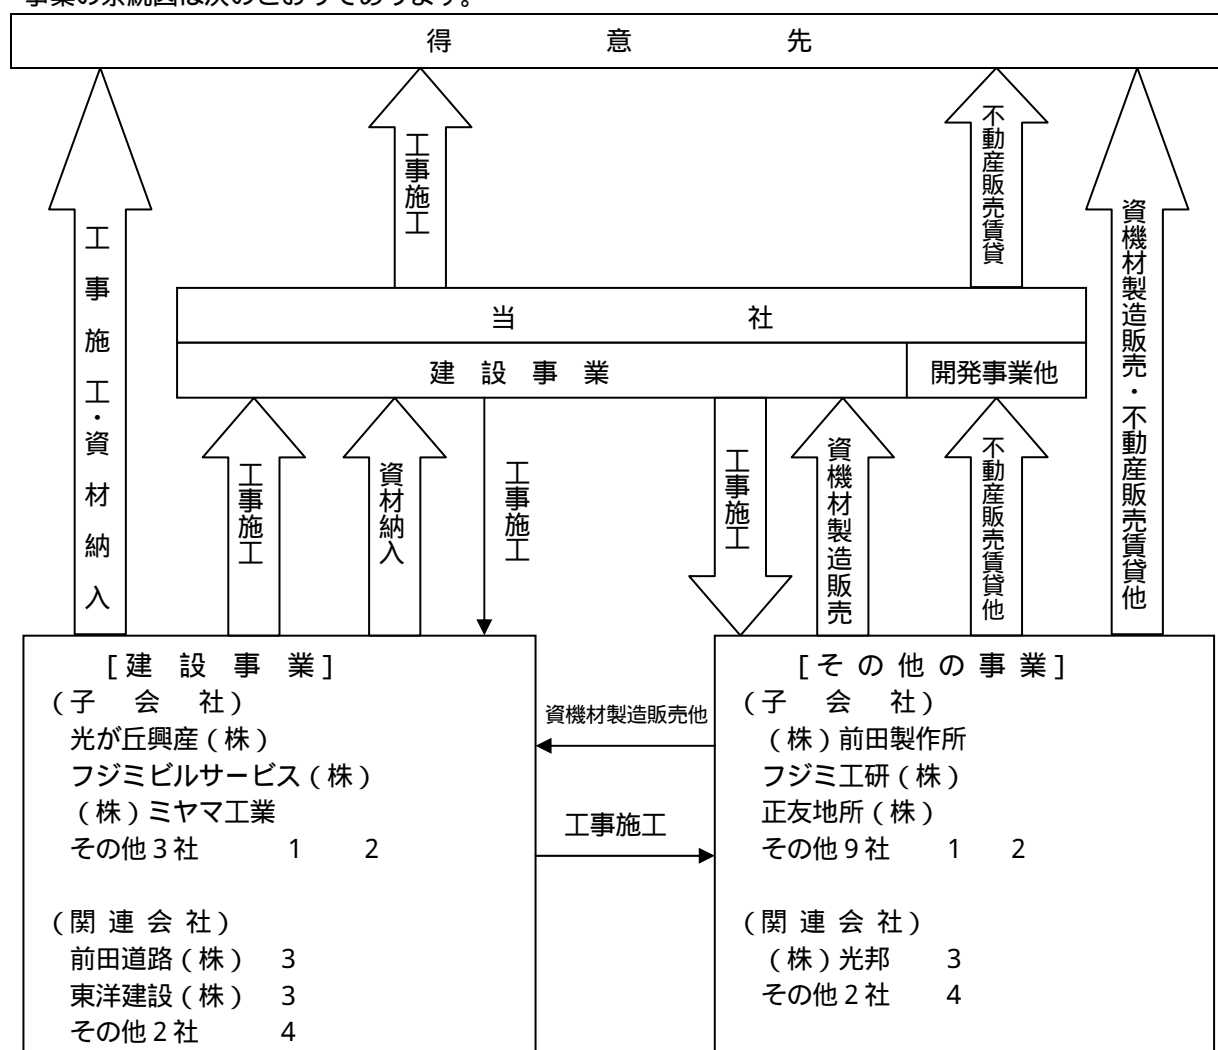 事業の系統図は次のとおりであります。
得意先
工事施工・資材納入
工事施工
不動産販売賃貸
資機材製造販売・不動産販売賃貸他
当社
建設事業
開発事業他
工事施工
資材納入
工事施工
工事施工
資機材製造販売
不動産販売賃貸他
[建設事業]
(子会社)
光が丘興産(株)
フジミビルサービス(株)
(株)ミヤマ工業
その他3社 1 2
(関連会社)
前田道路(株) 3
東洋建設(株) 3
その他2社 4
資機材製造販売他
工事施工
[その他の事業]
(子会社)
(株)前田製作所
フジミ工研(株)
正友地所(株)
その他9社 1 2
(関連会社)
(株)光邦 3
その他2社 4